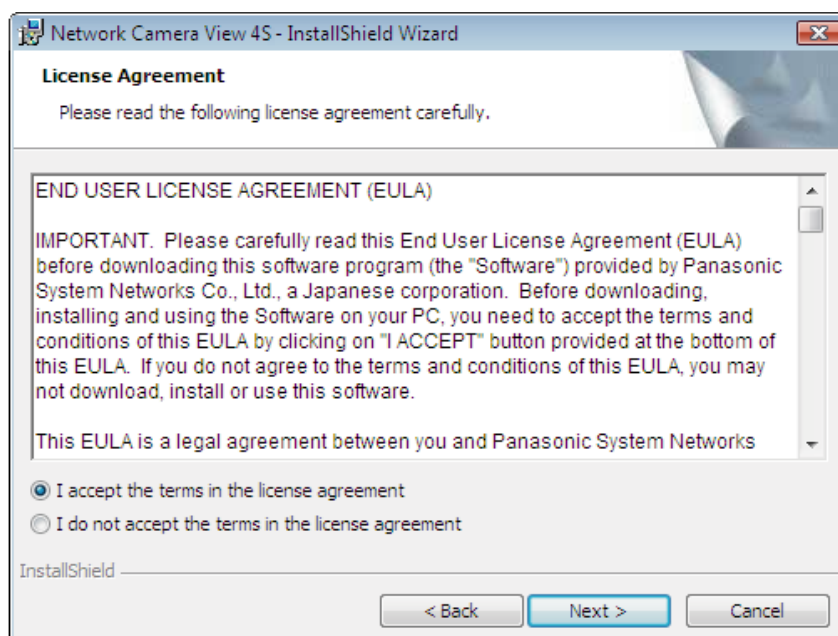 Network Camera View 4S - InstallShield Wizard
License Agreement
Please read the following license agreement carefully.
END USER LICENSE AGREEMENT (EULA)
IMPORTANT.  Please carefully read this End User License Agreement (EULA)
before downloading this software program (the "Software") provided by Panasonic
System Networks Co., Ltd., a Japanese corporation.  Before downloading,
installing and using the Software on your PC, you need to accept the terms and
conditions of this EULA by clicking on "I ACCEPT" button provided at the bottom of
this EULA.  If you do not agree to the terms and conditions of this EULA, you may
not download, install or use this software.
This EULA is a legal agreement between you and Panasonic System Networks
I accept the terms in the license agreement
I do not accept the terms in the license agreement
InstallShield
< Back
Next >
Cancel